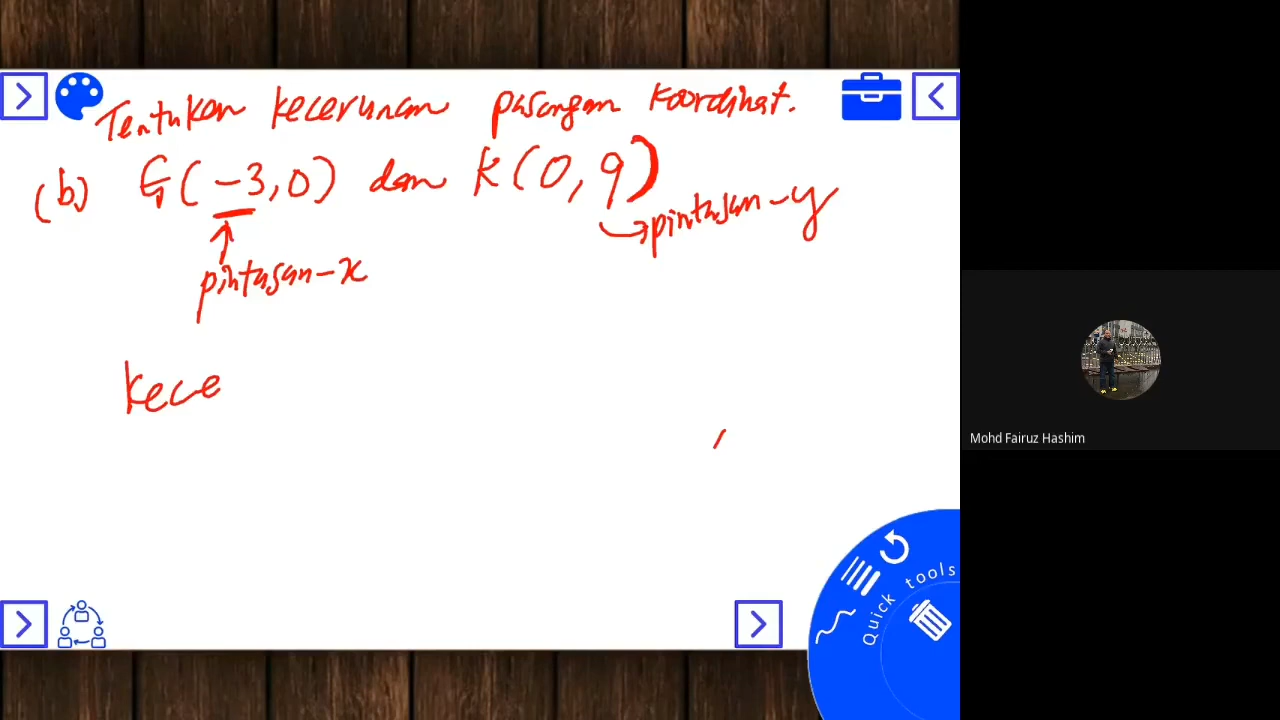 Tentukan kecerunan pasangan koordinat.
(b) G(-3,0) dan K(0,9)
pintasan-y
pintasan-x
kece
Quick tools
Mohd Fairuz Hashim